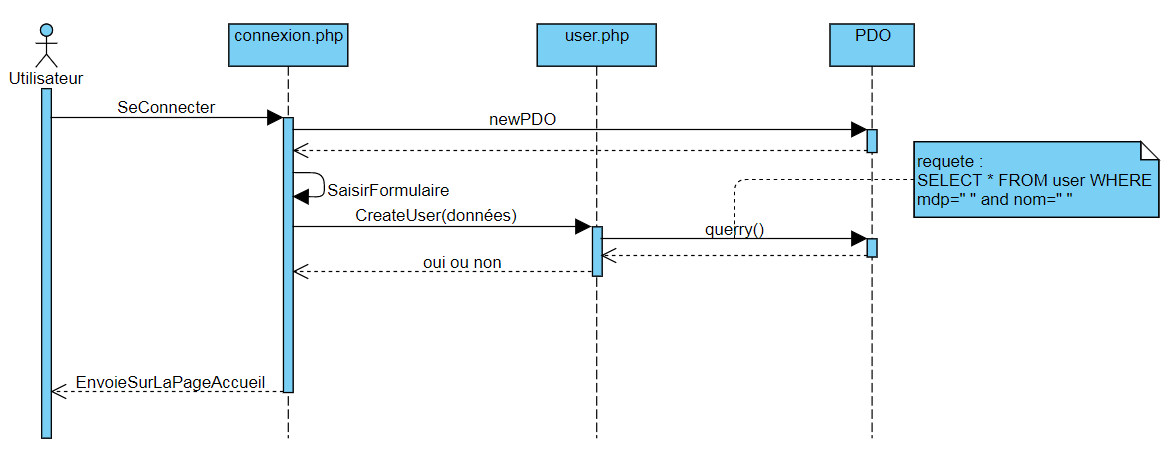 connexion.php
user.php
PDO
Utilisateur
SeConnecter
newPDO
requete :
SELECT * FROM user WHERE
mdp=" " and nom=" "
SaisirFormulaire
CreateUser(données)
querry()
oui ou non
EnvoieSurLaPageAccueil